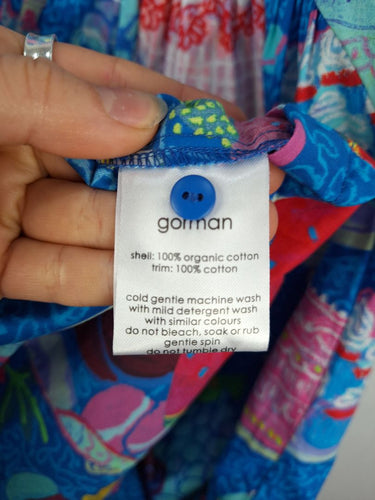 gorman
shell: 100% organic cotton
trim: 100% cotton
cold gentle machine wash
with mild detergent wash
with similar colours
do not bleach, soak or rub
gentle spin
do not tumble dry